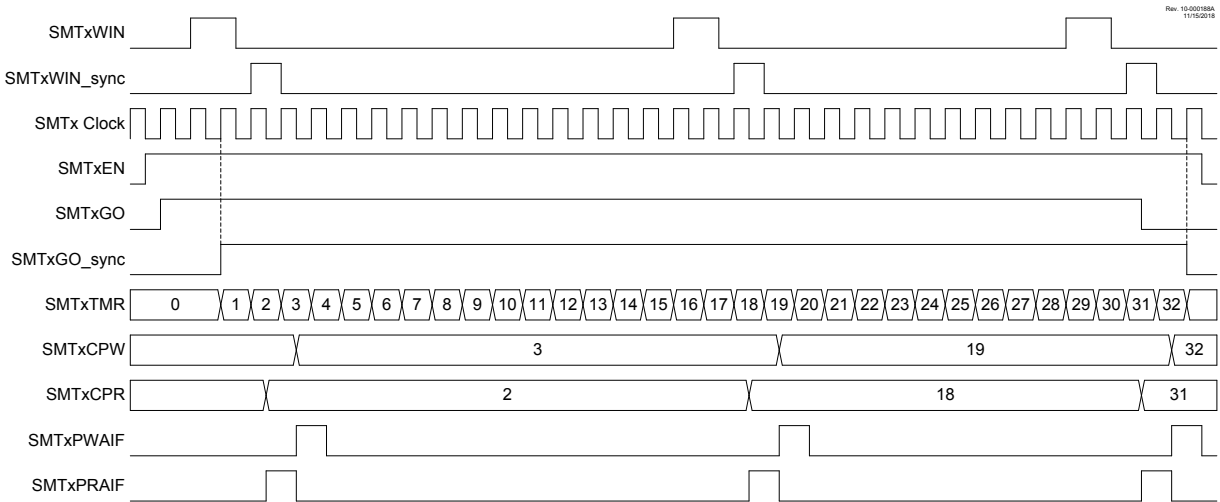 Rev. 10-000188A
11/15/2018
SMTxWIN
SMTxWIN_sync
SMTx Clock
SMTxEN
SMTxGO
SMTxGO_sync
SMTxTMR 0 1 2 3 4 5 6 7 8 9 10 11 12 13 14 15 16 17 18 19 20 21 22 23 24 25 26 27 28 29 30 31 32
SMTxCPW 3 19 32
SMTxCPR 2 18 31
SMTxPWAIF
SMTxPRAIF